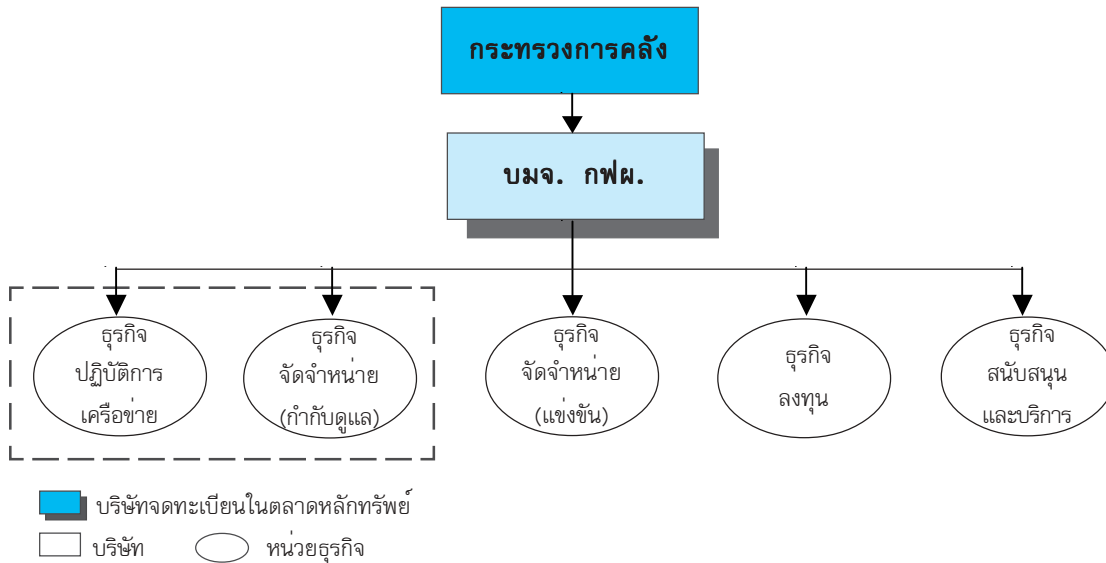 กระทรวงการคลัง
บมจ. กฟผ.
ธุรกิจ
ปฏิบัติการ
เครือข่าย
ธุรกิจ
จัดจำหน่าย
(กำกับดูแล)
ธุรกิจ
จัดจำหน่าย
(แข่งขัน)
ธุรกิจ
ลงทุน
ธุรกิจ
สนับสนุน
และบริการ
บริษัทจดทะเบียนในตลาดหลักทรัพย์
บริษัท หน่วยธุรกิจ